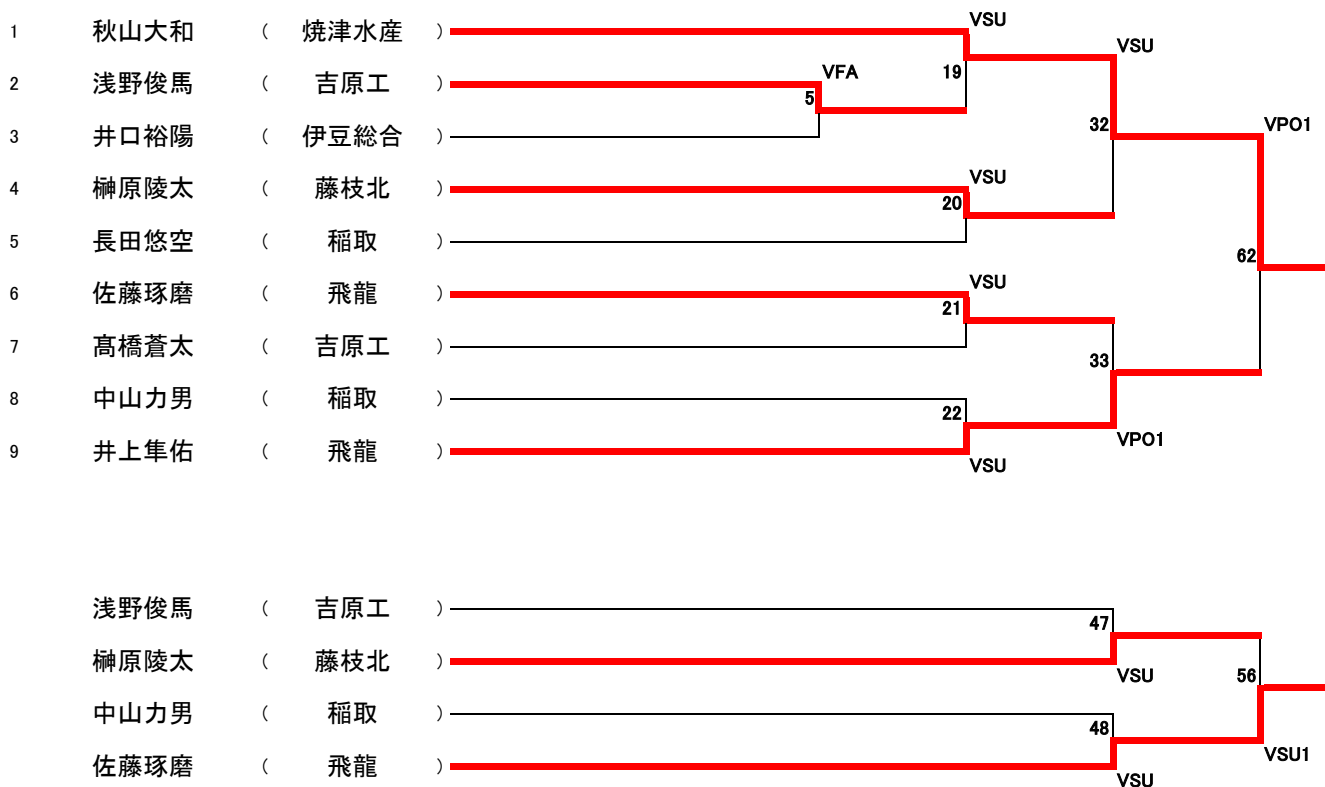 VSU
1 秋山大和 ( 焼津水産 )
VSU
2 浅野俊馬 ( 吉原工 ) VFA 19
5
3 井口裕陽 ( 伊豆総合 ) 32 VPO1
4 榊原陵太 ( 藤枝北 ) VSU
20
5 長田悠空 ( 稲取 )
62
6 佐藤琢磨 ( 飛龍 ) VSU
21
7 髙橋蒼太 ( 吉原工 )
33
8 中山力男 ( 稲取 )
22
VPO1
9 井上隼佑 ( 飛龍 )
VSU
浅野俊馬 ( 吉原工 )
47
榊原陵太 ( 藤枝北 )
VSU 56
中山力男 ( 稲取 )
48
VSU1
佐藤琢磨 ( 飛龍 )
VSU